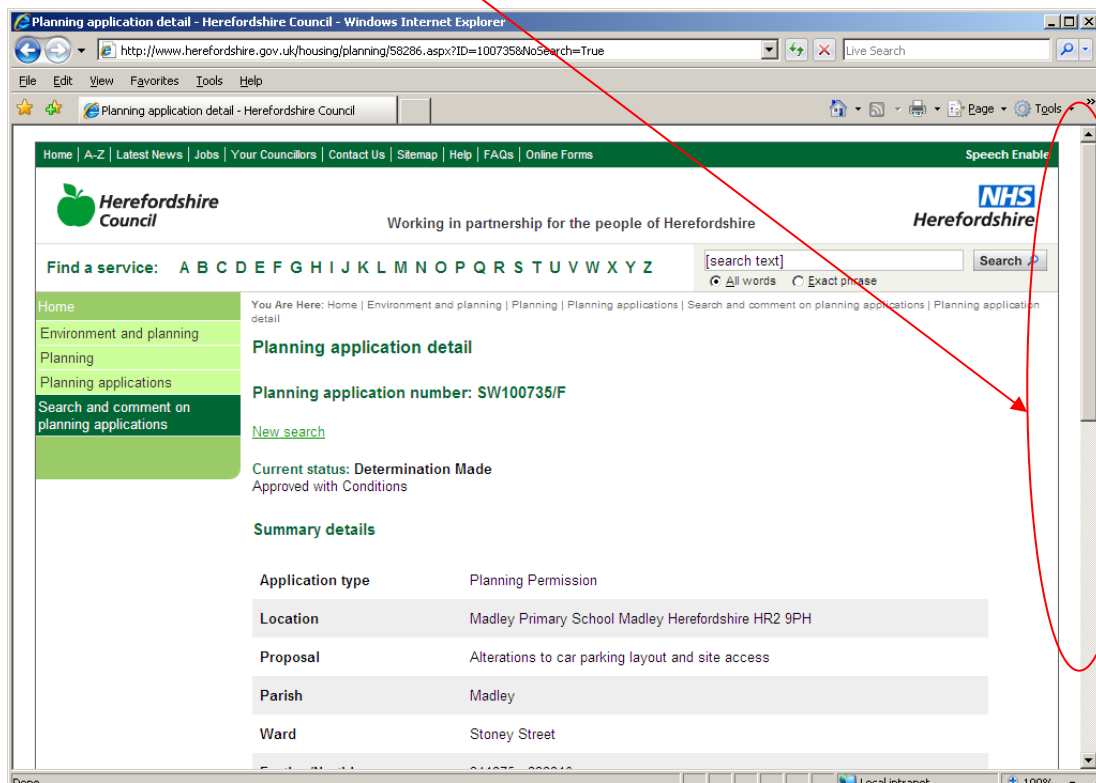 Planning application detail - Herefordshire Council - Windows Internet Explorer
http://www.herefordshire.gov.uk/housing/planning/58286.aspx?ID=100735&NoSearch=True
Live Search
File Edit View Favorites Tools Help
Planning application detail - Herefordshire Council
Page Tools »
Home | A-Z | Latest News | Jobs | Your Councillors | Contact Us | Sitemap | Help | FAQs | Online Forms
Speech Enable
Herefordshire
Council
Working in partnership for the people of Herefordshire
NHS
Herefordshire
Find a service: A B C D E F G H I J K L M N O P Q R S T U V W X Y Z
[search text]
Search
All words Exact phrase
Home
Environment and planning
Planning
Planning applications
Search and comment on
planning applications
You Are Here: Home | Environment and planning | Planning | Planning applications | Search and comment on planning applications | Planning application
detail
Planning application detail
Planning application number: SW100735/F
New search
Current status: Determination Made
Approved with Conditions
Summary details
Application type Planning Permission
Location Madley Primary School Madley Herefordshire HR2 9PH
Proposal Alterations to car parking layout and site access
Parish Madley
Ward Stoney Street
Done
Local intranet
100%